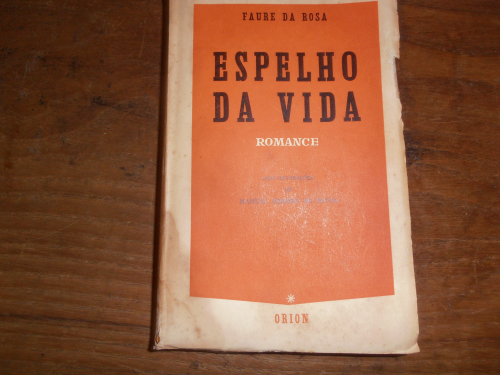 FAURE DA ROSA
ESPELHO
DA VIDA
ROMANCE
ORION